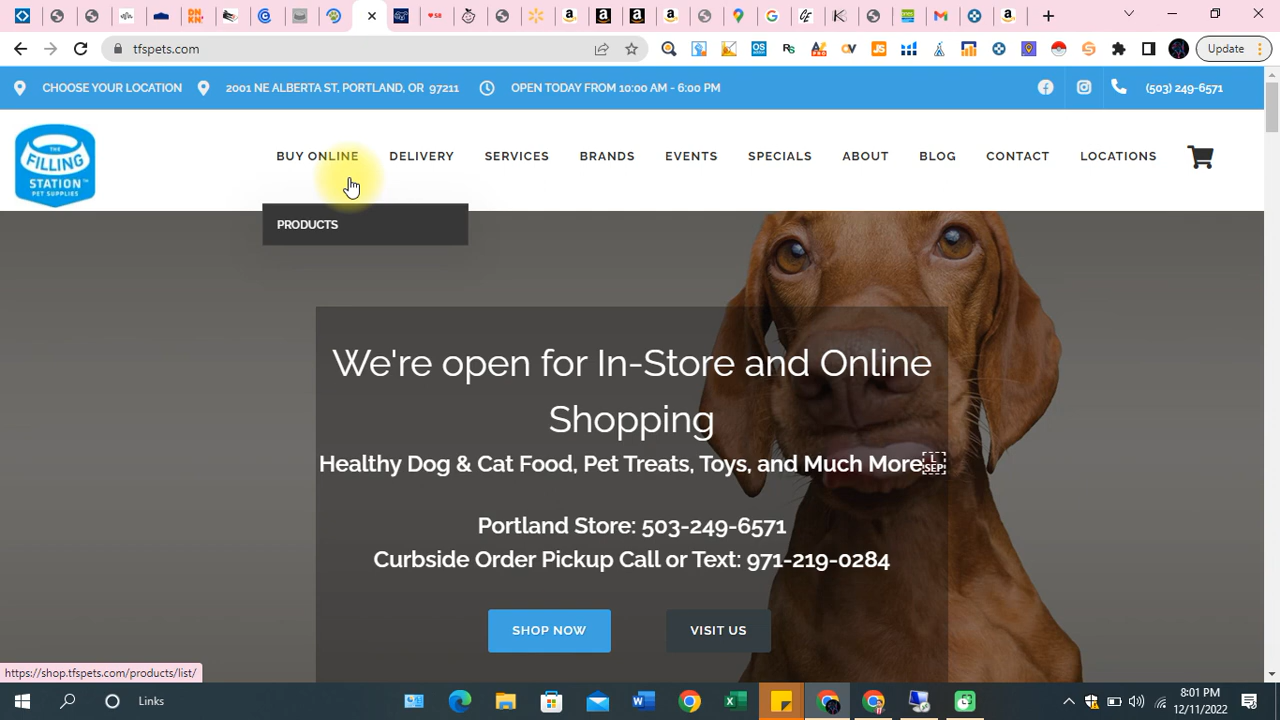 tfspets.com
Update
CHOOSE YOUR LOCATION 2001 NE ALBERTA ST, PORTLAND, OR 97211 OPEN TODAY FROM 10:00 AM - 6:00 PM (503) 249-6571
THE
FILLING
STATION™
PET SUPPLIES
BUY ONLINE DELIVERY SERVICES BRANDS EVENTS SPECIALS ABOUT BLOG CONTACT LOCATIONS
PRODUCTS
We're open for In-Store and Online
Shopping
Healthy Dog & Cat Food, Pet Treats, Toys, and Much More
Portland Store: 503-249-6571
Curbside Order Pickup Call or Text: 971-219-0284
SHOP NOW VISIT US
https://shop.tfspets.com/products/list/
Links
8:01 PM
12/11/2022